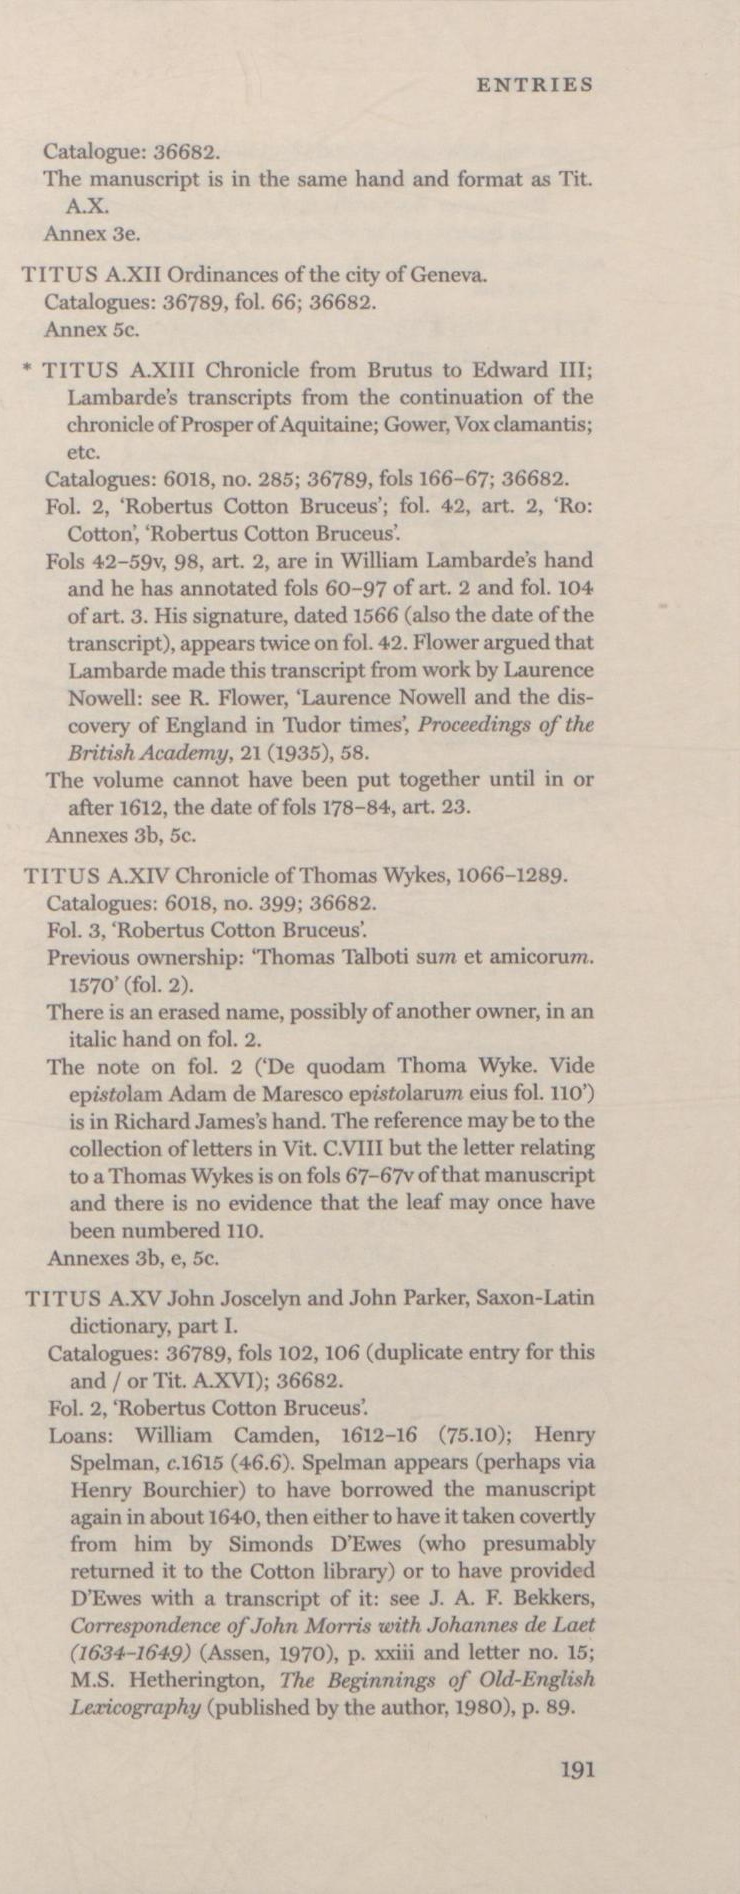 ENTRIES
Catalogue: 36682.
The manuscript is in the same hand and format as Tit.
A.X.
Annex 3e.
TITUS A.XII Ordinances of the city of Geneva.
Catalogues: 36789, fol. 66; 36682.
Annex 5c.
* TITUS A.XIII Chronicle from Brutus to Edward III;
Lambarde's transcripts from the continuation of the
chronicle of Prosper of Aquitaine; Gower, Vox clamantis;
etc.
Catalogues: 6018, no. 285; 36789, fols 166–67; 36682.
Fol. 2, 'Robertus Cotton Bruceus'; fol. 42, art. 2, 'Ro:
Cotton', 'Robertus Cotton Bruceus'.
Fols 42–59v, 98, art. 2, are in William Lambarde's hand
and he has annotated fols 60–97 of art. 2 and fol. 104
of art. 3. His signature, dated 1566 (also the date of the
transcript), appears twice on fol. 42. Flower argued that
Lambarde made this transcript from work by Laurence
Nowell: see R. Flower, 'Laurence Nowell and the dis-
covery of England in Tudor times', Proceedings of the
British Academy, 21 (1935), 58.
The volume cannot have been put together until in or
after 1612, the date of fols 178–84, art. 23.
Annexes 3b, 5c.
TITUS A.XIV Chronicle of Thomas Wykes, 1066–1289.
Catalogues: 6018, no. 399; 36682.
Fol. 3, 'Robertus Cotton Bruceus'.
Previous ownership: 'Thomas Talboti sum et amicorum.
1570' (fol. 2).
There is an erased name, possibly of another owner, in an
italic hand on fol. 2.
The note on fol. 2 ('De quodam Thoma Wyke. Vide
epistolam Adam de Maresco epistolarum eius fol. 110')
is in Richard James's hand. The reference may be to the
collection of letters in Vit. C.VIII but the letter relating
to a Thomas Wykes is on fols 67–67v of that manuscript
and there is no evidence that the leaf may once have
been numbered 110.
Annexes 3b, e, 5c.
TITUS A.XV John Joscelyn and John Parker, Saxon-Latin
dictionary, part I.
Catalogues: 36789, fols 102, 106 (duplicate entry for this
and / or Tit. A.XVI); 36682.
Fol. 2, 'Robertus Cotton Bruceus'.
Loans: William Camden, 1612–16 (75.10); Henry
Spelman, c.1615 (46.6). Spelman appears (perhaps via
Henry Bourchier) to have borrowed the manuscript
again in about 1640, then either to have it taken covertly
from him by Simonds D'Ewes (who presumably
returned it to the Cotton library) or to have provided
D'Ewes with a transcript of it: see J. A. F. Bekkers,
Correspondence of John Morris with Johannes de Laet
(1634–1649) (Assen, 1970), p. xxiii and letter no. 15;
M.S. Hetherington, The Beginnings of Old-English
Lexicography (published by the author, 1980), p. 89.
191